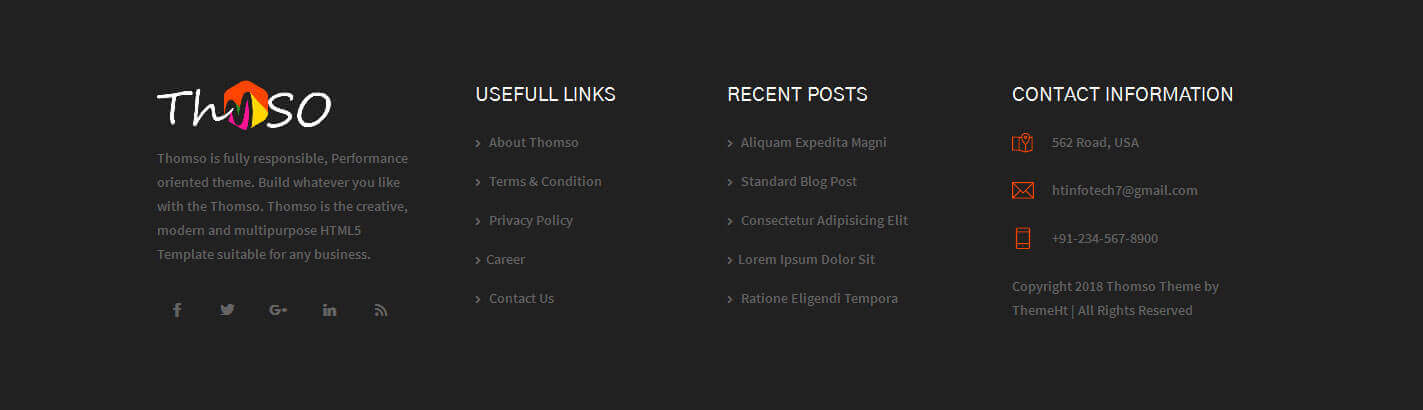 Thomso
Thomso is fully responsible, Performance
oriented theme. Build whatever you like
with the Thomso. Thomso is the creative,
modern and multipurpose HTML5
Template suitable for any business.
USEFULL LINKS
About Thomso
Terms & Condition
Privacy Policy
Career
Contact Us
RECENT POSTS
Aliquam Expedita Magni
Standard Blog Post
Consectetur Adipisicing Elit
Lorem Ipsum Dolor Sit
Ratione Eligendi Tempora
CONTACT INFORMATION
562 Road, USA
htinfotech7@gmail.com
+91-234-567-8900
Copyright 2018 Thomso Theme by
ThemeHt | All Rights Reserved